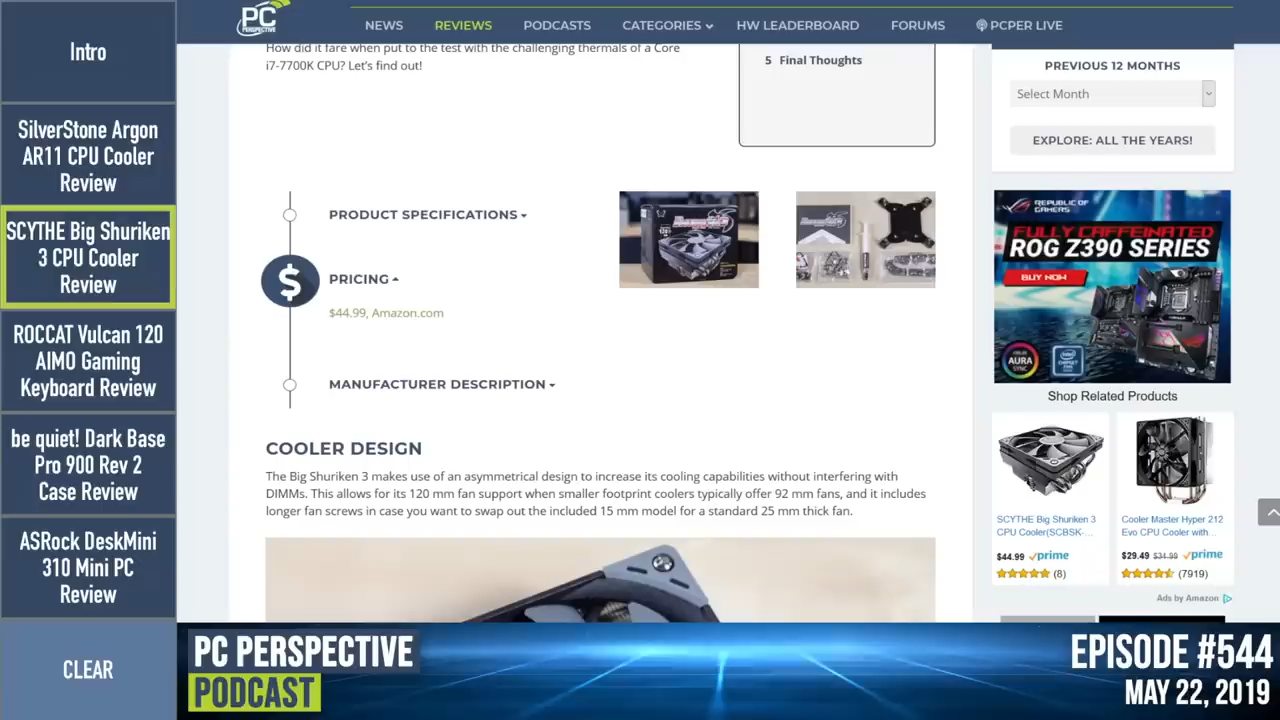 Intro
SilverStone Argon
AR11 CPU Cooler
Review
SCYTHE Big Shuriken
3 CPU Cooler
Review
ROCCAT Vulcan 120
AIMO Gaming
Keyboard Review
be quiet! Dark Base
Pro 900 Rev 2
Case Review
ASRock DeskMini
310 Mini PC
Review
CLEAR
PC
PERSPECTIVE
NEWS
REVIEWS
PODCASTS
CATEGORIES
HW LEADERBOARD
FORUMS
PCPER LIVE
How did it fare when put to the test with the challenging thermals of a Core
i7-7700K CPU? Let's find out!
5 Final Thoughts
PRODUCT SPECIFICATIONS
$
PRICING
$44.99, Amazon.com
MANUFACTURER DESCRIPTION
COOLER DESIGN
The Big Shuriken 3 makes use of an asymmetrical design to increase its cooling capabilities without interfering with
DIMMs. This allows for its 120 mm fan support when smaller footprint coolers typically offer 92 mm fans, and it includes
longer fan screws in case you want to swap out the included 15 mm model for a standard 25 mm thick fan.
PREVIOUS 12 MONTHS
Select Month
EXPLORE: ALL THE YEARS!
REPUBLIC OF
GAMERS
FULLY CAFFEINATED
ROG Z390 SERIES
BUY NOW
AURA
SYNC
Shop Related Products
SCYTHE Big Shuriken 3
CPU Cooler(SCBSK-...
$44.99 prime
(8)
Cooler Master Hyper 212
Evo CPU Cooler with...
$29.49 $34.99 prime
(7919)
Ads by Amazon
PC PERSPECTIVE
PODCAST
EPISODE #544
MAY 22, 2019